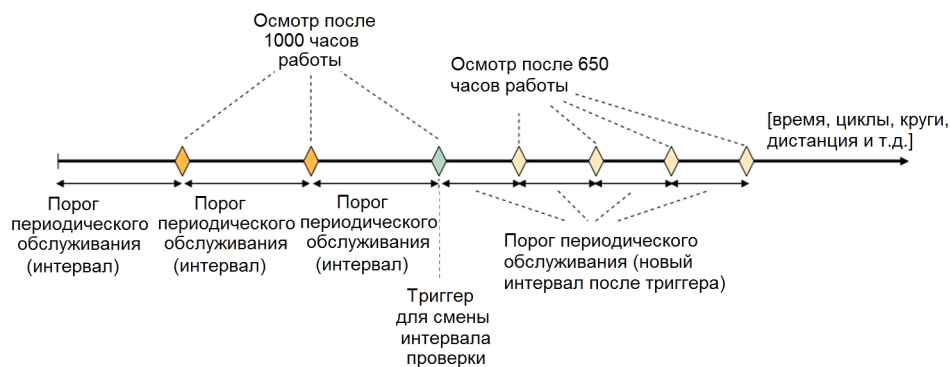 Осмотр после
1000 часов
работы
Осмотр после 650
часов работы
[время, циклы, круги,
дистанция и т.д.]
Порог
периодического
обслуживания
(интервал)
Порог
периодического
обслуживания
(интервал)
Порог
периодического
обслуживания
(интервал)
Порог периодического
обслуживания (новый
интервал после триггера)
Триггер
для смены
интервала
проверки